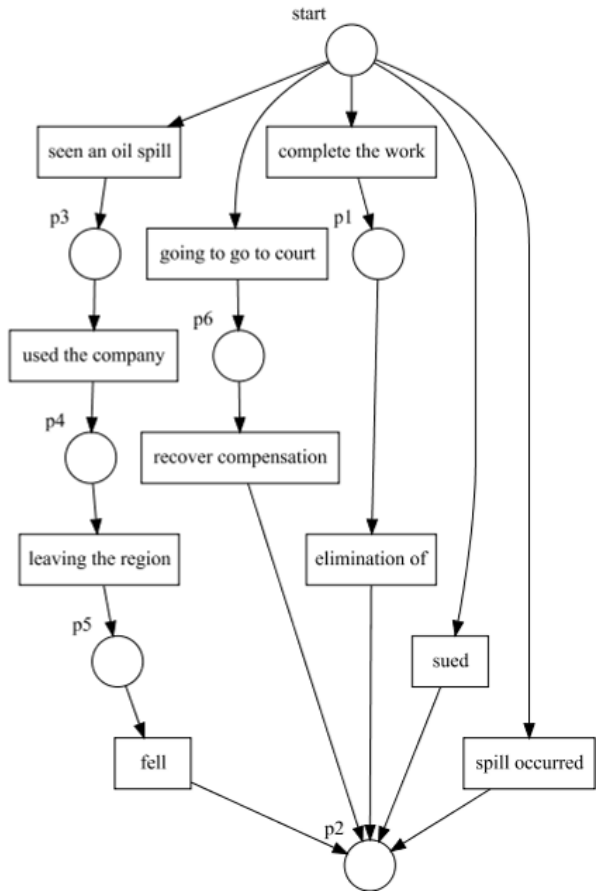 start
seen an oil spill
complete the work
p3
p1
going to go to court
p6
used the company
p4
recover compensation
leaving the region
elimination of
p5
sued
fell
spill occurred
p2